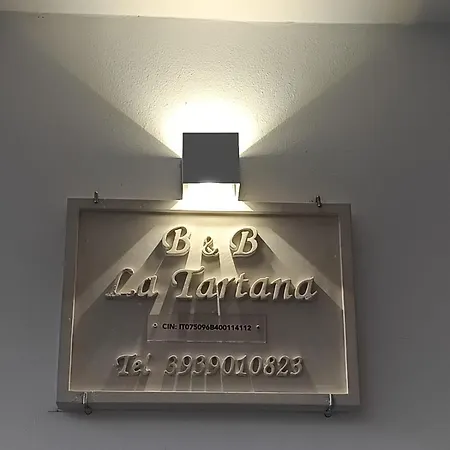 B & B
La Tartana
CIN: IT075096B400114112
Tel 3939010823